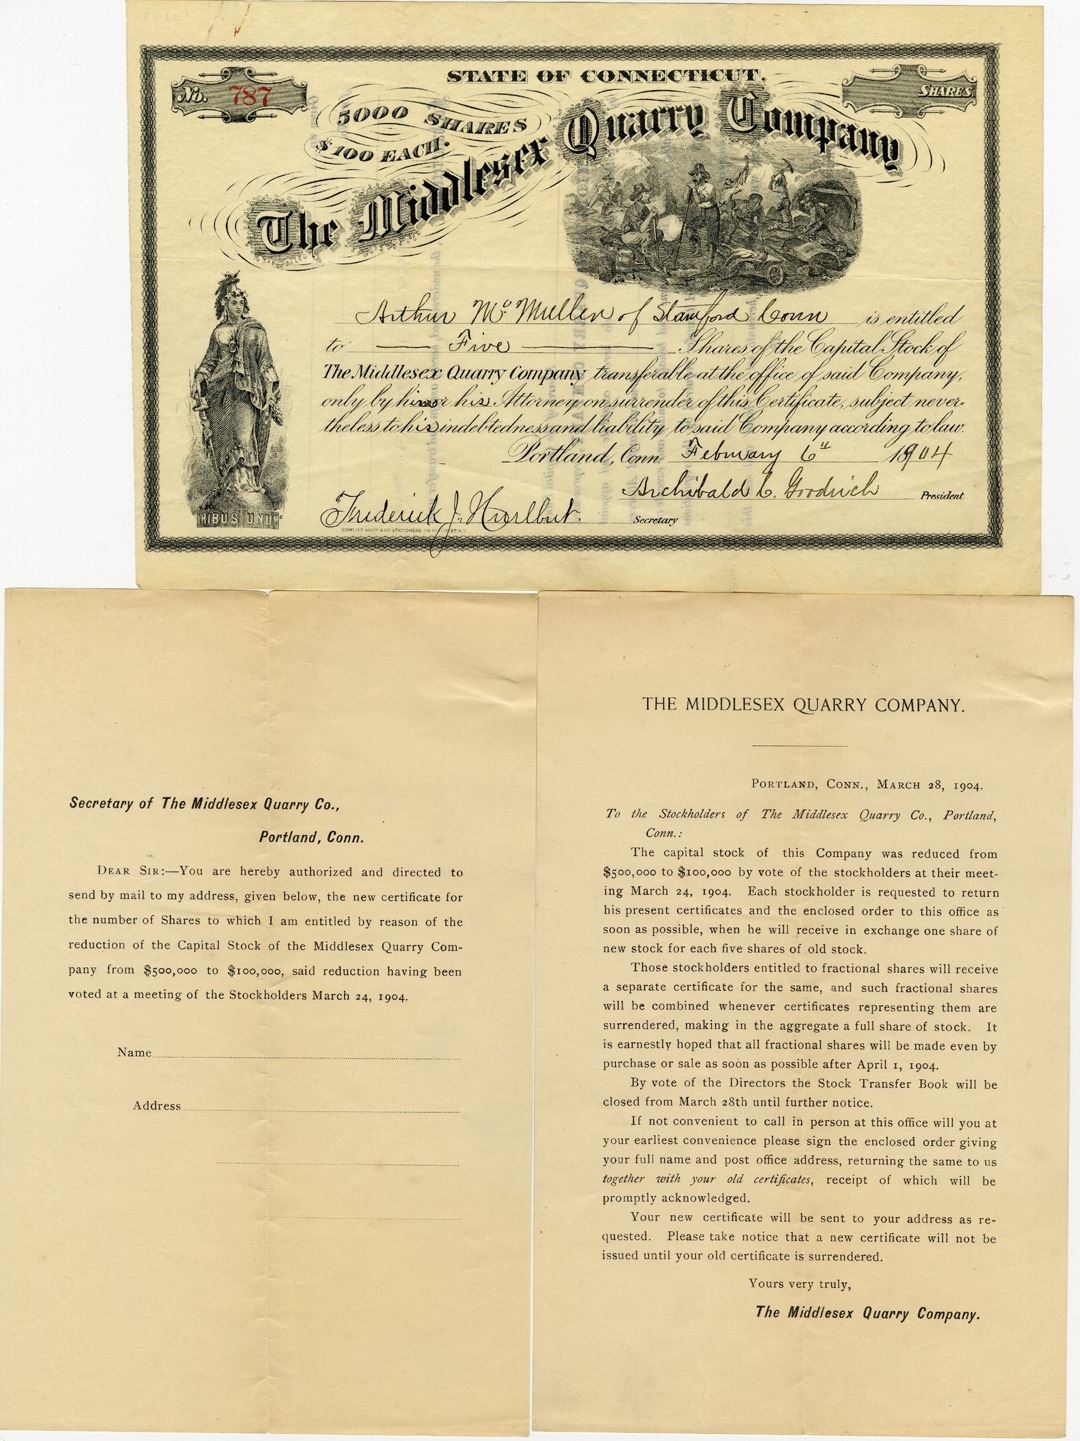 STATE OF CONNECTICUT.
No. 787
SHARES
5000 SHARES
$100 EACH.
The Middlesex Quarry Company
Arthur Mc. Mullen of Stamford Conn is entitled
to Five Shares of the Capital Stock of
The Middlesex Quarry Company transferable at the office of said Company,
only by him or his Attorney on surrender of this Certificate, subject never-
theless to his indebtedness and liability to said Company according to law.
Portland, Conn. February 6th 1904
Archibald C. Goodrich President
Frederick J. Hurlbut. Secretary
RIBUS UNUM
Secretary of The Middlesex Quarry Co.,
Portland, Conn.
DEAR SIR:—You are hereby authorized and directed to
send by mail to my address, given below, the new certificate for
the number of Shares to which I am entitled by reason of the
reduction of the Capital Stock of the Middlesex Quarry Com-
pany from $500,000 to $100,000, said reduction having been
voted at a meeting of the Stockholders March 24, 1904.
Name
Address
THE MIDDLESEX QUARRY COMPANY.
PORTLAND, CONN., MARCH 28, 1904.
To the Stockholders of The Middlesex Quarry Co., Portland,
Conn.:
The capital stock of this Company was reduced from
$500,000 to $100,000 by vote of the stockholders at their meet-
ing March 24, 1904. Each stockholder is requested to return
his present certificates and the enclosed order to this office as
soon as possible, when he will receive in exchange one share of
new stock for each five shares of old stock.
Those stockholders entitled to fractional shares will receive
a separate certificate for the same, and such fractional shares
will be combined whenever certificates representing them are
surrendered, making in the aggregate a full share of stock. It
is earnestly hoped that all fractional shares will be made even by
purchase or sale as soon as possible after April 1, 1904.
By vote of the Directors the Stock Transfer Book will be
closed from March 28th until further notice.
If not convenient to call in person at this office will you at
your earliest convenience please sign the enclosed order giving
your full name and post office address, returning the same to us
together with your old certificates, receipt of which will be
promptly acknowledged.
Your new certificate will be sent to your address as re-
quested. Please take notice that a new certificate will not be
issued until your old certificate is surrendered.
Yours very truly,
The Middlesex Quarry Company.